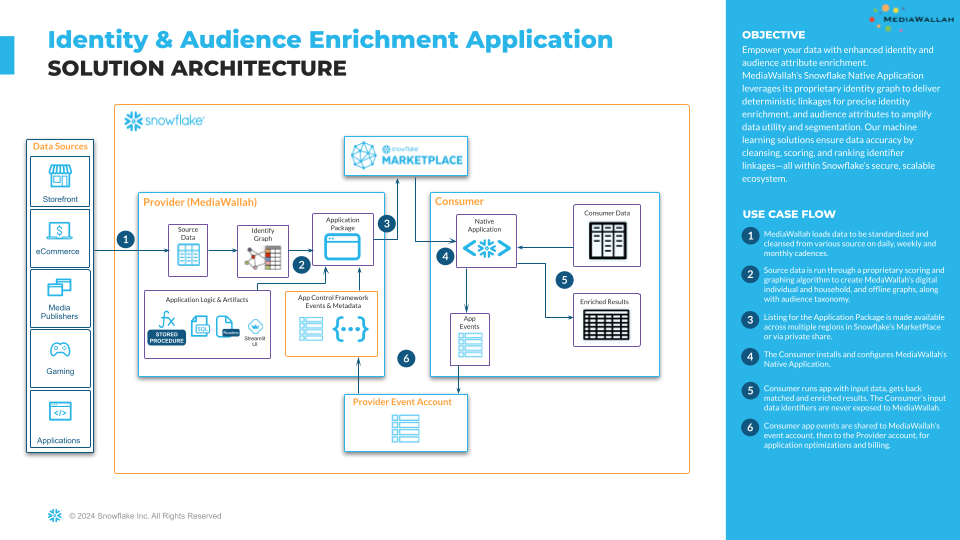 Identity & Audience Enrichment Application
SOLUTION ARCHITECTURE
snowflake®
Data Sources
Storefront
eCommerce
Media
Publishers
Gaming
Applications
snowflake
MARKETPLACE
Provider (MediaWallah)
Source
Data
Identify
Graph
Application
Package
Application Logic & Artifacts
fx
STORED
PROCEDURE
SQL
Readme
Streamlit
UI
App Control Framework
Events & Metadata
Consumer
Native
Application
Consumer Data
Enriched Results
App
Events
Provider Event Account
1
2
3
4
5
6
© 2024 Snowflake Inc. All Rights Reserved
MEDIAWALLAH
OBJECTIVE
Empower your data with enhanced identity and
audience attribute enrichment.
MediaWallah's Snowflake Native Application
leverages its proprietary identity graph to deliver
deterministic linkages for precise identity
enrichment, and audience attributes to amplify
data utility and segmentation. Our machine
learning solutions ensure data accuracy by
cleansing, scoring, and ranking identifier
linkages—all within Snowflake's secure, scalable
ecosystem.
USE CASE FLOW
1 MediaWallah loads data to be standardized and
cleansed from various source on daily, weekly and
monthly cadences.
2 Source data is run through a proprietary scoring and
graphing algorithm to create MedaWallah's digital
individual and household, and offline graphs, along
with audience taxonomy.
3 Listing for the Application Package is made available
across multiple regions in Snowflake's MarketPlace
or via private share.
4 The Consumer installs and configures MediaWallah's
Native Application.
5 Consumer runs app with input data, gets back
matched and enriched results. The Consumer's input
data identifiers are never exposed to MediaWallah.
6 Consumer app events are shared to MediaWallah's
event account, then to the Provider account, for
application optimizations and billing.